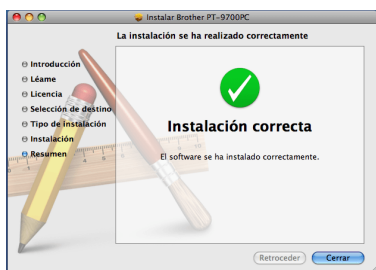 Instalar Brother PT-9700PC
La instalación se ha realizado correctamente
Introducción
Léame
Licencia
Selección de destino
Tipo de instalación
Instalación
Resumen
Instalación correcta
El software se ha instalado correctamente.
Retroceder
Cerrar